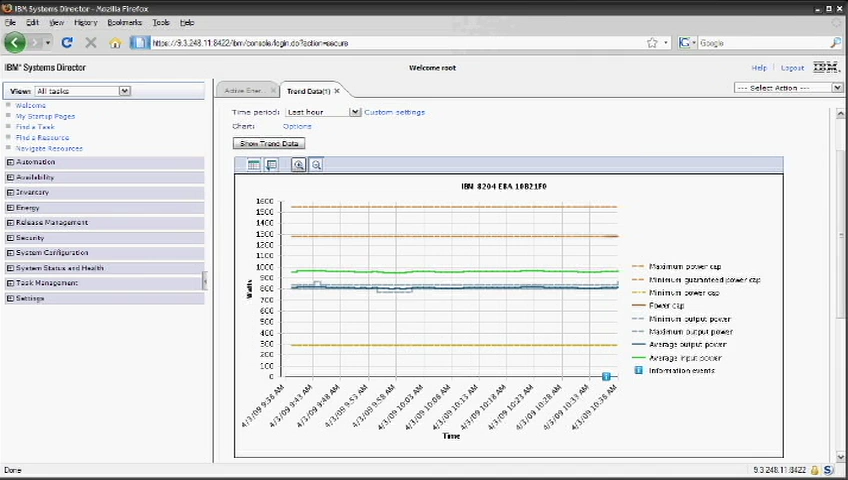 IBM Systems Director - Mozilla Firefox
File Edit View History Bookmarks Tools Help
https://9.3.248.11:8422/ibm/console/login.do?action=secure
Google
IBM® Systems Director
Welcome root
Help
Logout
IBM
View: All tasks
Active Ener...
Trend Data(1)
--- Select Action ---
Welcome
My Startup Pages
Find a Task
Find a Resource
Navigate Resources
Automation
Availability
Inventory
Energy
Release Management
Security
System Configuration
System Status and Health
Task Management
Settings
Time period: Last hour
Custom settings
Chart: Options
Show Trend Data
IBM 8204 E8A 10B21F0
Watts
1600
1500
1400
1300
1200
1100
1000
900
800
700
600
500
400
300
200
100
0
4/3/09 9:38 AM
4/3/09 9:43 AM
4/3/09 9:48 AM
4/3/09 9:53 AM
4/3/09 9:58 AM
4/3/09 10:03 AM
4/3/09 10:08 AM
4/3/09 10:13 AM
4/3/09 10:18 AM
4/3/09 10:23 AM
4/3/09 10:28 AM
4/3/09 10:33 AM
4/3/09 10:38 AM
Time
Maximum power cap
Minimum guaranteed power cap
Minimum power cap
Power cap
Minimum output power
Maximum output power
Average output power
Average input power
Information events
Done
9.3.248.11:8422